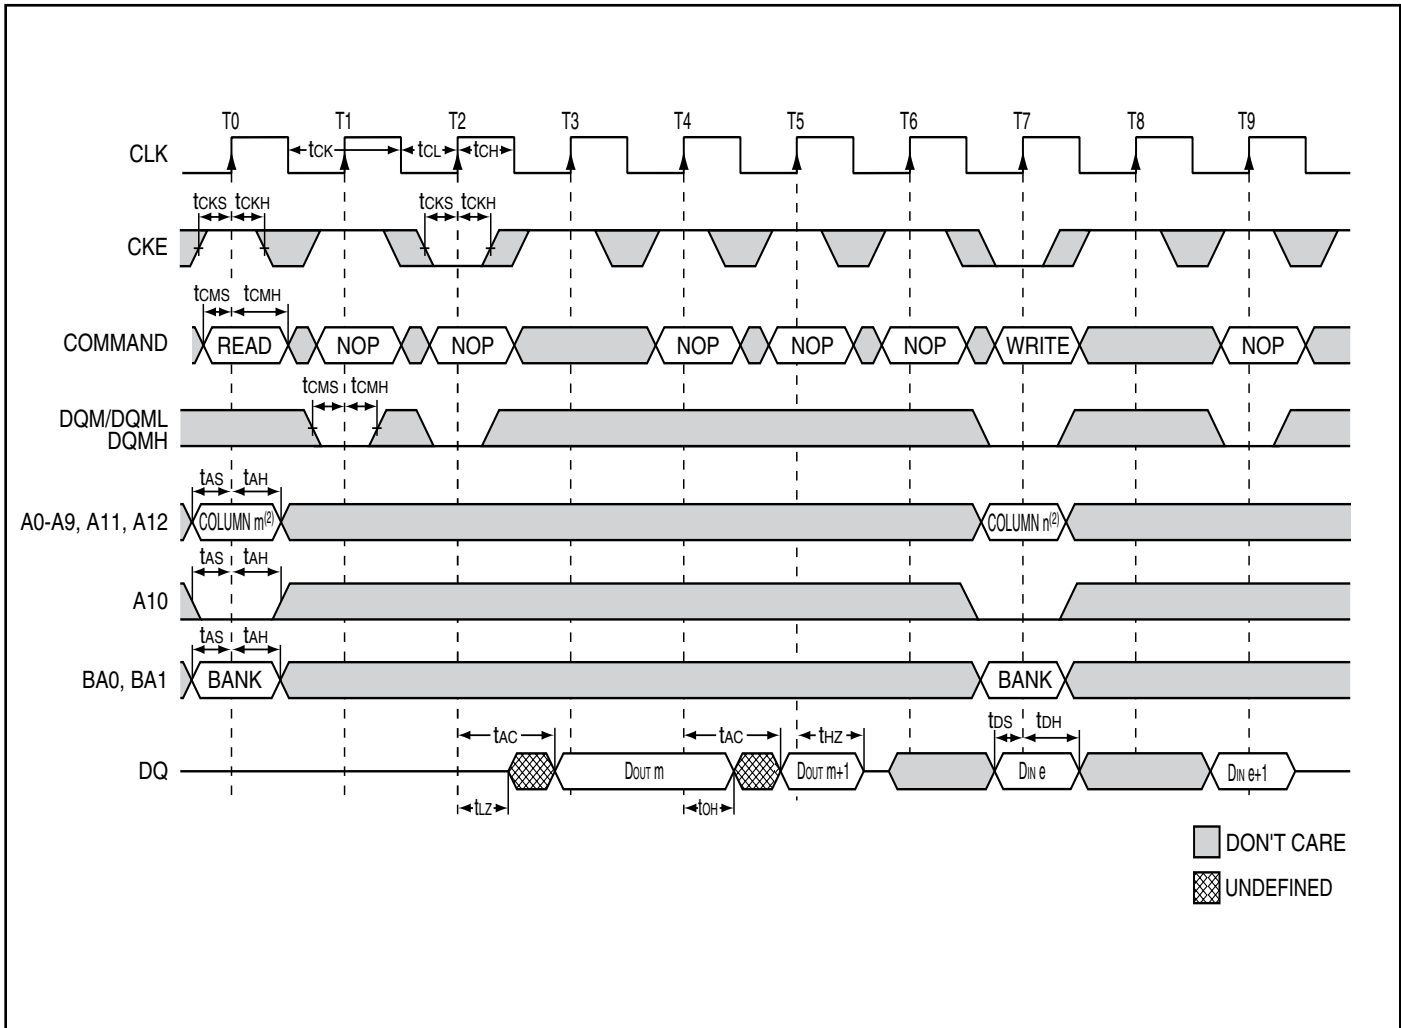 T0 T1 T2 T3 T4 T5 T6 T7 T8 T9
CLK tCK tCL tCH
tCKS tCKH tCKS tCKH
CKE
tCMS tCMH
COMMAND READ NOP NOP NOP NOP NOP WRITE NOP
tCMS tCMH
DQM/DQML
DQMH
tAS tAH
A0-A9, A11, A12 COLUMN m(2) COLUMN n(2)
tAS tAH
A10
tAS tAH
BA0, BA1 BANK BANK
tAC tAC tHZ tDS tDH
DQ DOUT m DOUT m+1 DIN e DIN e+1
tLZ tOH
DON'T CARE
UNDEFINED